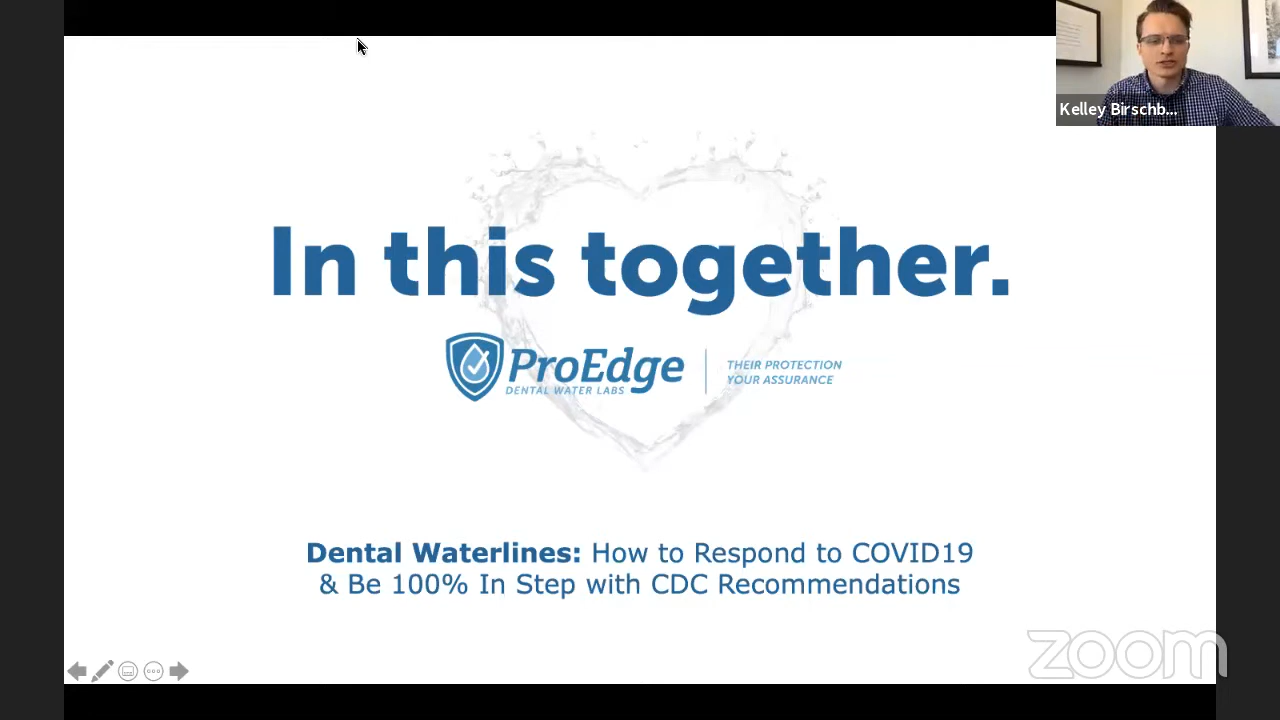 Kelley Birschb...
In this together.
ProEdge
DENTAL WATER LABS
THEIR PROTECTION
YOUR ASSURANCE
Dental Waterlines: How to Respond to COVID19
& Be 100% In Step with CDC Recommendations
zoom